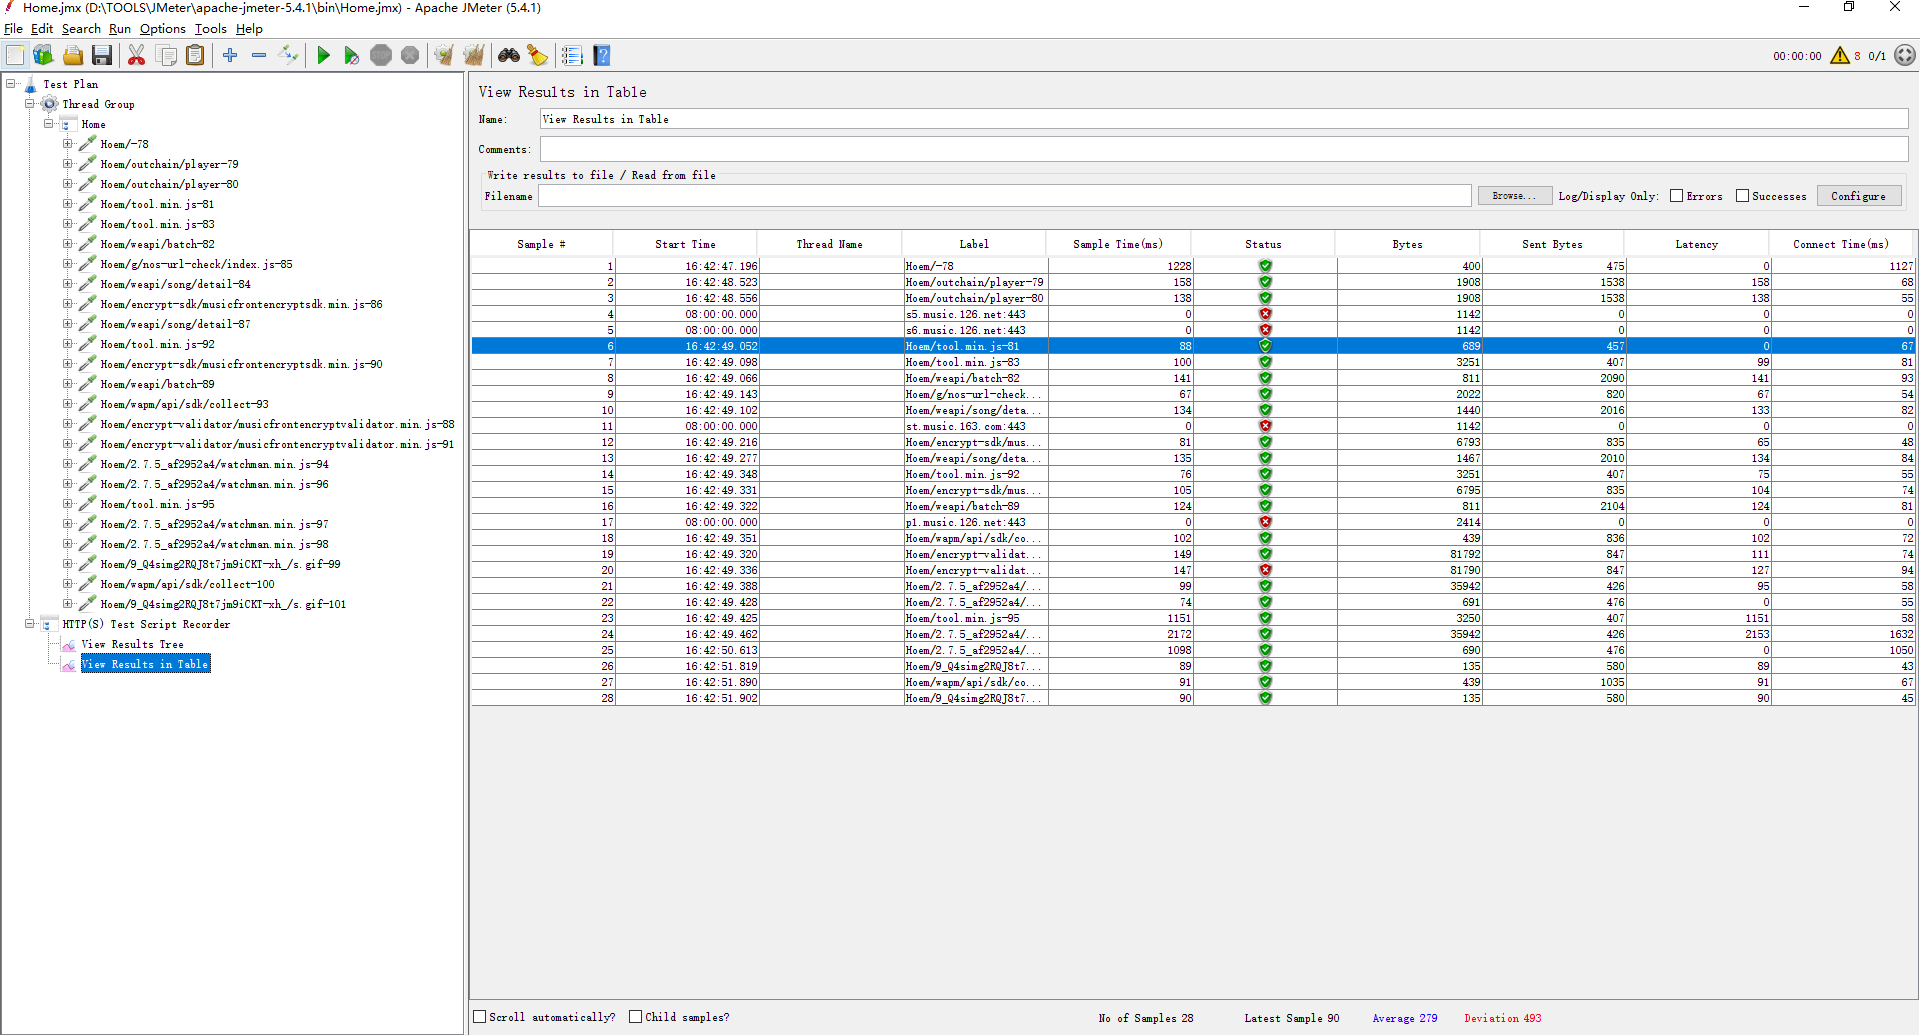 Home.jmx (D:\TOOLS\JMeter\apache-jmeter-5.4.1\bin\Home.jmx) - Apache JMeter (5.4.1)
File Edit Search Run Options Tools Help
STOP
00:00:00 8 0/1
Test Plan
Thread Group
Home
Hoem/-78
Hoem/outchain/player-79
Hoem/outchain/player-80
Hoem/tool.min.js-81
Hoem/tool.min.js-83
Hoem/weapi/batch-82
Hoem/g/nos-url-check/index.js-85
Hoem/weapi/song/detail-84
Hoem/encrypt-sdk/musicfrontencryptsdk.min.js-86
Hoem/weapi/song/detail-87
Hoem/tool.min.js-92
Hoem/encrypt-sdk/musicfrontencryptsdk.min.js-90
Hoem/weapi/batch-89
Hoem/wapm/api/sdk/collect-93
Hoem/encrypt-validator/musicfrontencryptvalidator.min.js-88
Hoem/encrypt-validator/musicfrontencryptvalidator.min.js-91
Hoem/2.7.5_af2952a4/watchman.min.js-94
Hoem/2.7.5_af2952a4/watchman.min.js-96
Hoem/tool.min.js-95
Hoem/2.7.5_af2952a4/watchman.min.js-97
Hoem/2.7.5_af2952a4/watchman.min.js-98
Hoem/9_Q4simg2RQJ8t7jm9iCKT-xh_/s.gif-99
Hoem/wapm/api/sdk/collect-100
Hoem/9_Q4simg2RQJ8t7jm9iCKT-xh_/s.gif-101
HTTP(S) Test Script Recorder
View Results Tree
View Results in Table
View Results in Table
Name: View Results in Table
Comments:
Write results to file / Read from file
Filename Browse... Log/Display Only: Errors Successes Configure
Sample # Start Time Thread Name Label Sample Time(ms) Status Bytes Sent Bytes Latency Connect Time(ms)
1 16:42:47.196 Hoem/-78 1228 400 475 0 1127
2 16:42:48.523 Hoem/outchain/player-79 158 1908 1538 158 68
3 16:42:48.556 Hoem/outchain/player-80 138 1908 1538 138 55
4 08:00:00.000 s5.music.126.net:443 0 1142 0 0 0
5 08:00:00.000 s6.music.126.net:443 0 1142 0 0 0
6 16:42:49.052 Hoem/tool.min.js-81 88 689 457 0 67
7 16:42:49.098 Hoem/tool.min.js-83 100 3251 407 99 81
8 16:42:49.066 Hoem/weapi/batch-82 141 811 2090 141 93
9 16:42:49.143 Hoem/g/nos-url-check... 67 2022 820 67 54
10 16:42:49.102 Hoem/weapi/song/deta... 134 1440 2016 133 82
11 08:00:00.000 st.music.163.com:443 0 1142 0 0 0
12 16:42:49.216 Hoem/encrypt-sdk/mus... 81 6793 835 65 48
13 16:42:49.277 Hoem/weapi/song/deta... 135 1467 2010 134 84
14 16:42:49.348 Hoem/tool.min.js-92 76 3251 407 75 55
15 16:42:49.331 Hoem/encrypt-sdk/mus... 105 6795 835 104 74
16 16:42:49.322 Hoem/weapi/batch-89 124 811 2104 124 81
17 08:00:00.000 p1.music.126.net:443 0 2414 0 0 0
18 16:42:49.351 Hoem/wapm/api/sdk/co... 102 439 836 102 72
19 16:42:49.320 Hoem/encrypt-validat... 149 81792 847 111 74
20 16:42:49.336 Hoem/encrypt-validat... 147 81790 847 127 94
21 16:42:49.388 Hoem/2.7.5_af2952a4/... 99 35942 426 95 58
22 16:42:49.428 Hoem/2.7.5_af2952a4/... 74 691 476 0 55
23 16:42:49.425 Hoem/tool.min.js-95 1151 3250 407 1151 58
24 16:42:49.462 Hoem/2.7.5_af2952a4/... 2172 35942 426 2153 1632
25 16:42:50.613 Hoem/2.7.5_af2952a4/... 1098 690 476 0 1050
26 16:42:51.819 Hoem/9_Q4simg2RQJ8t7... 89 135 580 89 43
27 16:42:51.890 Hoem/wapm/api/sdk/co... 91 439 1035 91 67
28 16:42:51.902 Hoem/9_Q4simg2RQJ8t7... 90 135 580 90 45
Scroll automatically? Child samples? No of Samples 28 Latest Sample 90 Average 279 Deviation 493